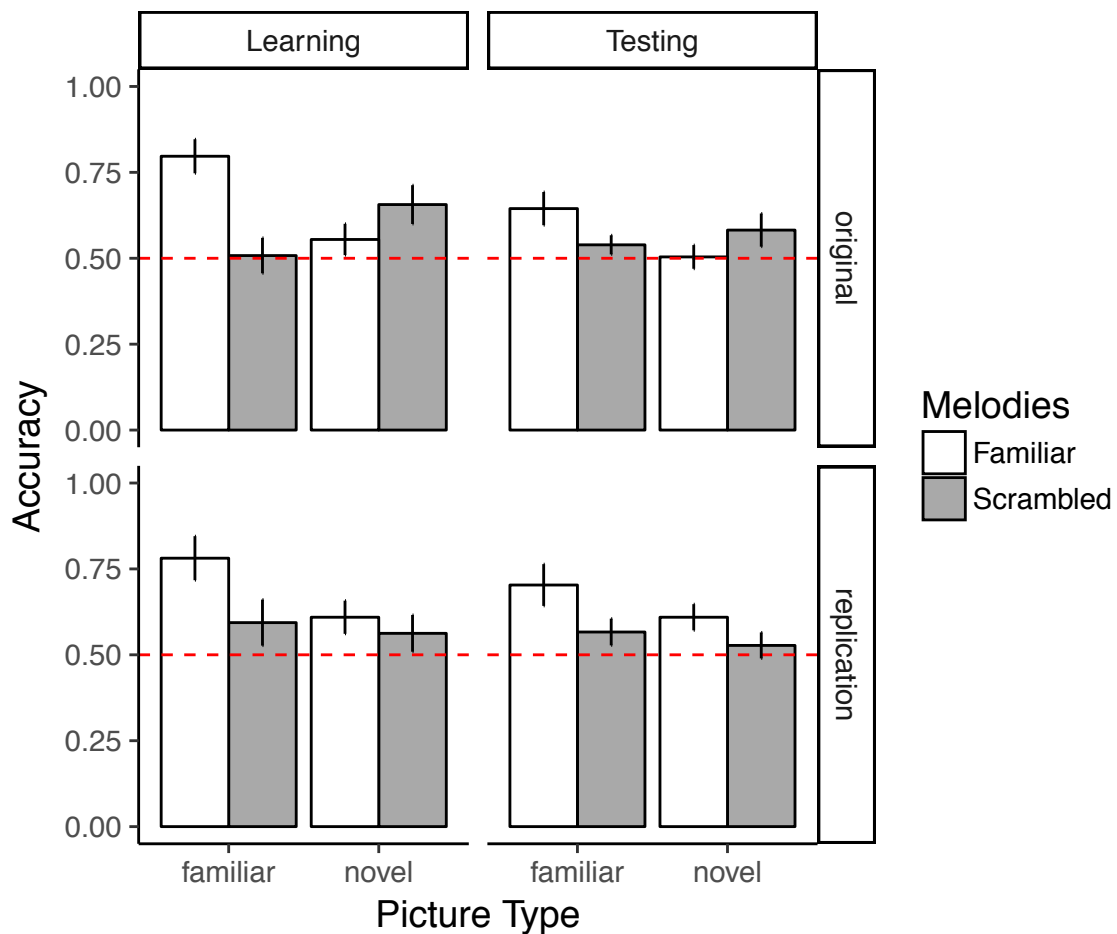 Learning
Testing
1.00
0.75
0.50
0.25
0.00
original
1.00
0.75
0.50
0.25
0.00
replication
Accuracy
familiar
novel
familiar
novel
Picture Type
Melodies
Familiar
Scrambled